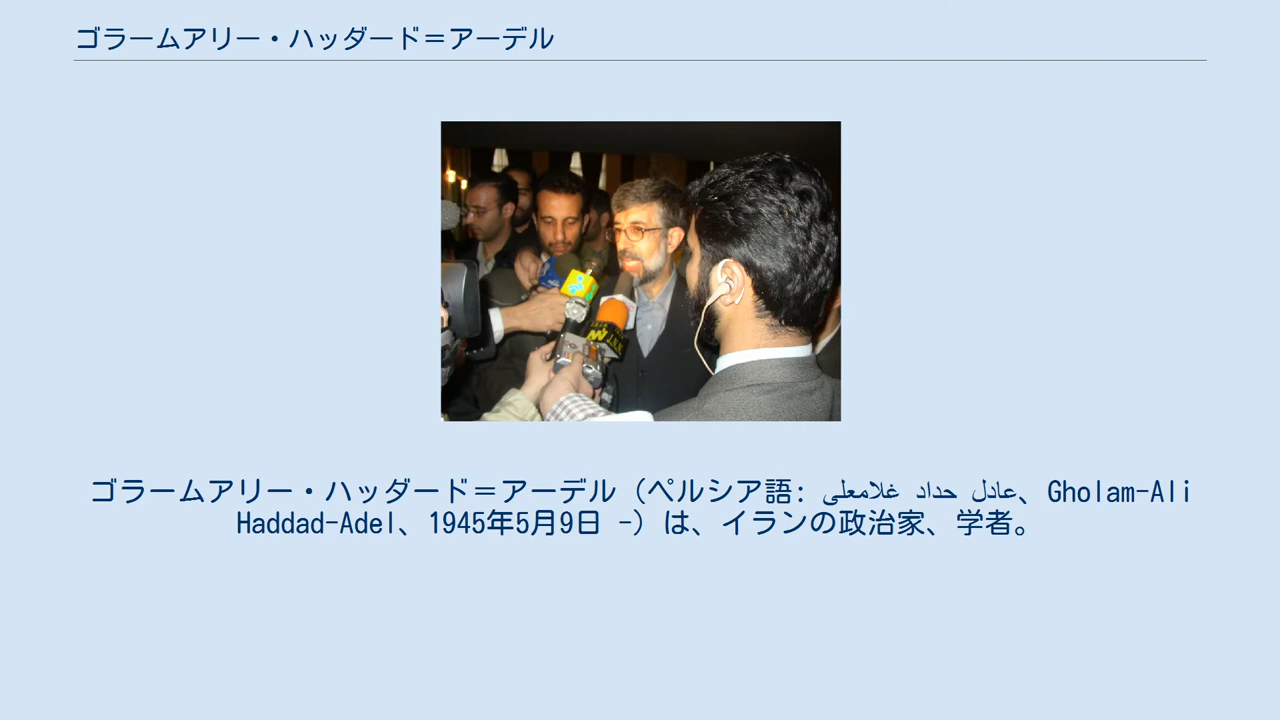 ゴラームアリー・ハッダード＝アーデル
ゴラームアリー・ハッダード＝アーデル（ペルシア語: عادل حداد غلامعلی、Gholam-Ali
Haddad-Adel、1945年5月9日 -）は、イランの政治家、学者。